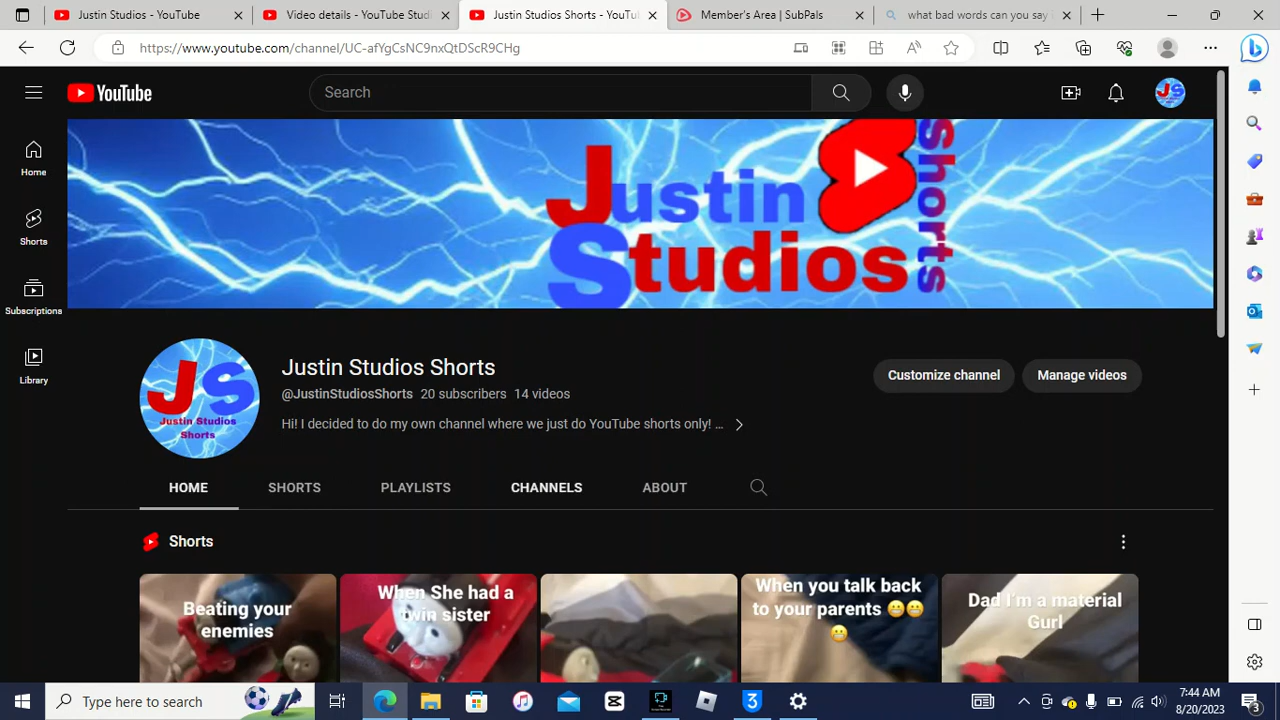 Justin Studios - YouTube
Video details - YouTube Studio
Justin Studios Shorts - YouTu
Member's Area | SubPals
what bad words can you say i
https://www.youtube.com/channel/UC-afYgCsNC9nxQtDScR9CHg
YouTube
Search
Home
Shorts
Subscriptions
Library
Justin
Studios
Shorts
JS
Justin Studios
Shorts
Justin Studios Shorts
@JustinStudiosShorts 20 subscribers 14 videos
Hi! I decided to do my own channel where we just do YouTube shorts only! ...
Customize channel
Manage videos
HOME SHORTS PLAYLISTS CHANNELS ABOUT
Shorts
Beating your
enemies
When She had a
twin sister
When you talk back
to your parents 😬😬
😬
Dad I'm a material
Gurl
Type here to search
7:44 AM
8/20/2023
3